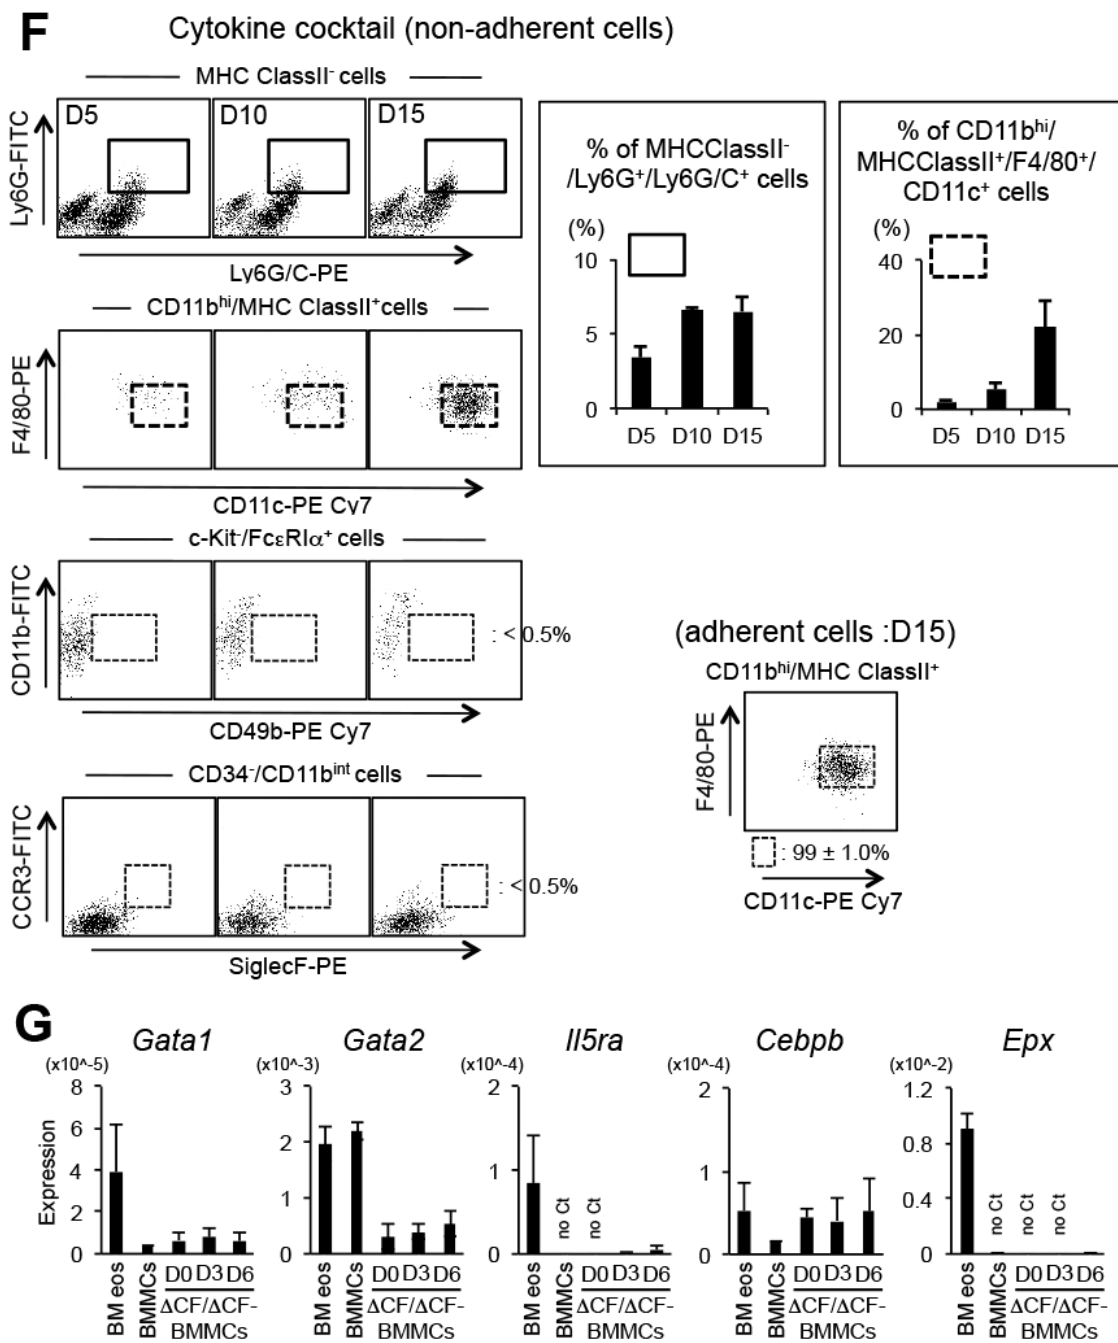 F
Cytokine cocktail (non-adherent cells)
MHC ClassII⁻ cells
D5
D10
D15
Ly6G-FITC
Ly6G/C-PE
CD11bʰⁱ/MHC ClassII⁺cells
F4/80-PE
CD11c-PE Cy7
c-Kit⁻/FcεRIα⁺ cells
CD11b-FITC
: < 0.5%
CD49b-PE Cy7
CD34⁻/CD11bⁱⁿᵗ cells
CCR3-FITC
: < 0.5%
SiglecF-PE
% of MHCClassII⁻
/Ly6G⁺/Ly6G/C⁺ cells
(%)
10
5
0
D5 D10 D15
% of CD11bʰⁱ/
MHCClassII⁺/F4/80⁺/
CD11c⁺ cells
(%)
40
20
0
D5 D10 D15
(adherent cells :D15)
CD11bʰⁱ/MHC ClassII⁺
F4/80-PE
: 99 ± 1.0%
CD11c-PE Cy7
G
Gata1
(x10^-5)
Expression
8
6
4
2
0
BM eos
BMMCs
D0 D3 D6
ΔCF/ΔCF-
BMMCs
Gata2
(x10^-3)
3
2
1
0
BM eos
BMMCs
D0 D3 D6
ΔCF/ΔCF-
BMMCs
Il5ra
(x10^-4)
2
1
0
no Ct
no Ct
BM eos
BMMCs
D0 D3 D6
ΔCF/ΔCF-
BMMCs
Cebpb
(x10^-4)
2
1
0
BM eos
BMMCs
D0 D3 D6
ΔCF/ΔCF-
BMMCs
Epx
(x10^-2)
1.2
0.8
0.4
0
no Ct
no Ct
no Ct
BM eos
BMMCs
D0 D3 D6
ΔCF/ΔCF-
BMMCs